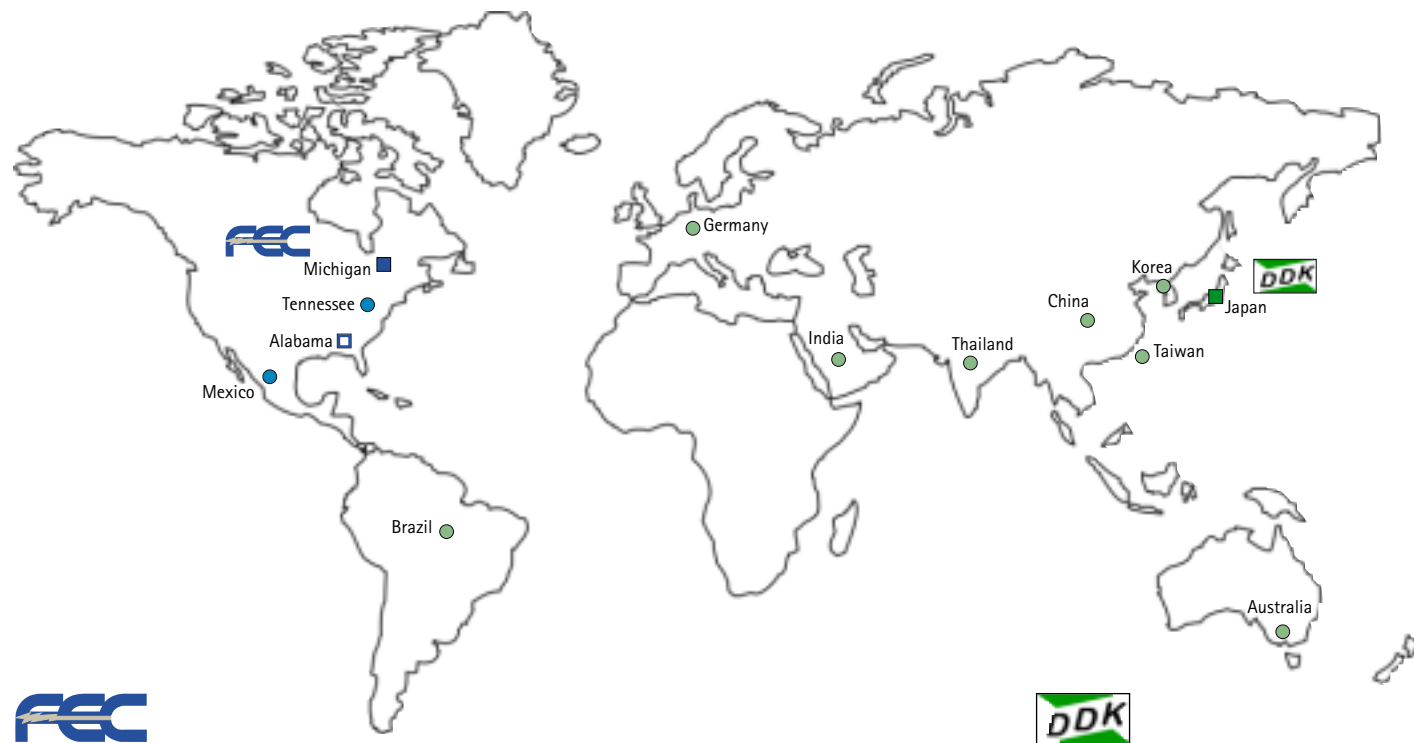 Germany
FEC
Michigan
Korea
DDK
Tennessee
China
Japan
Alabama
India
Thailand
Taiwan
Mexico
Brazil
Australia
FEC
DDK